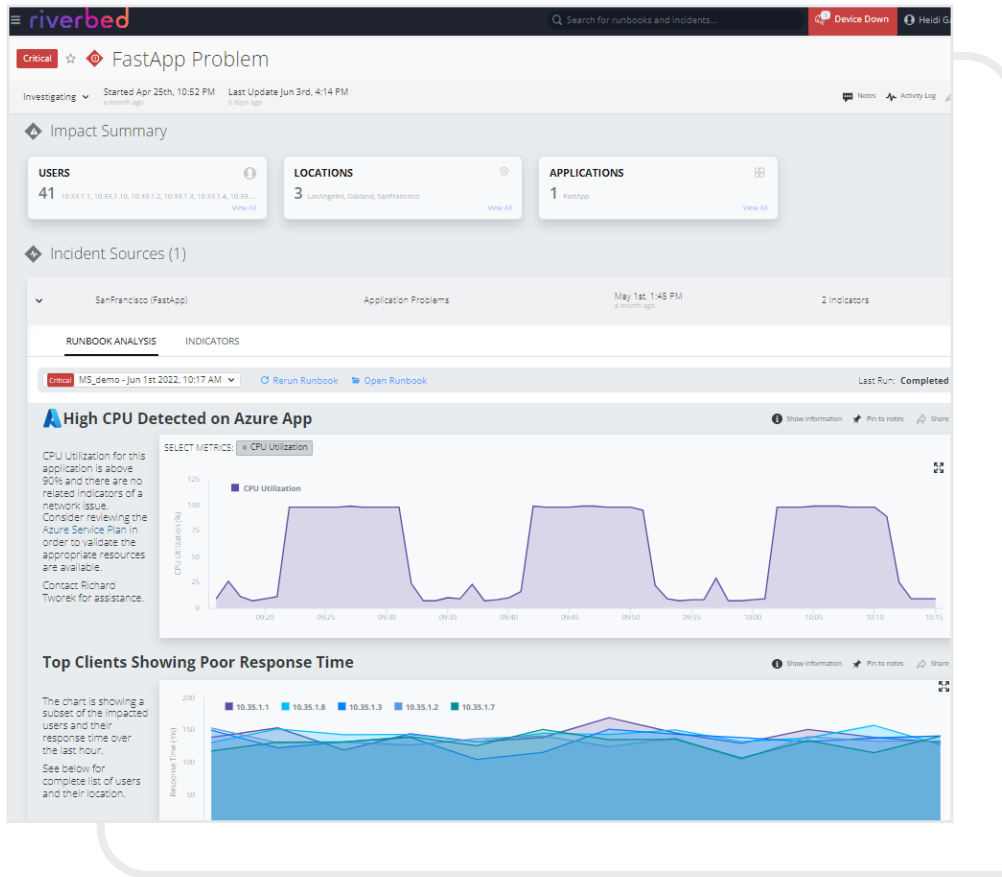 riverbed
Search for runbooks and incidents...
Device Down
Heidi
Critical
FastApp Problem
Investigating
Started Apr 25th, 10:52 PM
Last Update Jun 3rd, 4:14 PM
a month ago
5 days ago
Notes
Activity Log
Impact Summary
USERS
LOCATIONS
APPLICATIONS
41 10.33.1.1, 10.33.1.10, 10.33.1.2, 10.33.1.3, 10.33.1.4, 10.33...
3 LosAngeles, Oakland, SanFrancisco
1 FastApp
View All
View All
View All
Incident Sources (1)
SanFrancisco (FastApp)
Application Problems
May 1st, 1:45 PM
a month ago
2 Indicators
RUNBOOK ANALYSIS
INDICATORS
Critical MS_demo - Jun 1st 2022, 10:17 AM
Rerun Runbook
Open Runbook
Last Run: Completed
High CPU Detected on Azure App
Show information
Pin to notes
Share
CPU Utilization for this
application is above
90% and there are no
related indicators of a
network issue.
Consider reviewing the
Azure Service Plan in
order to validate the
appropriate resources
are available.
Contact Richard
Tworek for assistance.
SELECT METRICS: CPU Utilization
CPU Utilization
CPU Utilization (%)
125
100
75
50
25
0
09:20 09:25 09:30 09:35 09:40 09:45 09:50 09:55 10:00 10:05 10:10 10:15
Top Clients Showing Poor Response Time
Show information
Pin to notes
Share
The chart is showing a
subset of the impacted
users and their
response time over
the last hour.
See below for
complete list of users
and their location.
10.35.1.1 10.35.1.8 10.35.1.3 10.35.1.2 10.35.1.7
Response Time (ms)
200
150
100
50